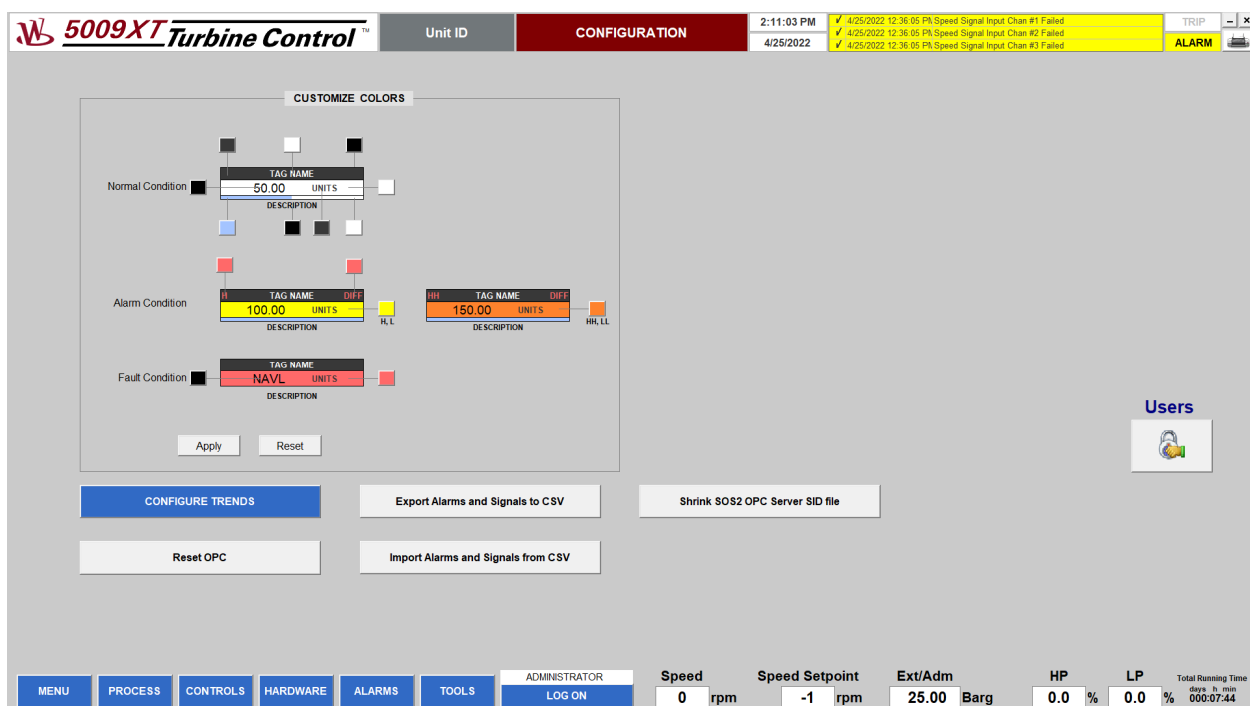 5009XT Turbine Control ™
Unit ID
CONFIGURATION
2:11:03 PM
4/25/2022
4/25/2022 12:36:05 PM Speed Signal Input Chan #1 Failed
4/25/2022 12:36:05 PM Speed Signal Input Chan #2 Failed
4/25/2022 12:36:05 PM Speed Signal Input Chan #3 Failed
TRIP
ALARM
CUSTOMIZE COLORS
TAG NAME
Normal Condition
50.00 UNITS
DESCRIPTION
H TAG NAME DIFF
Alarm Condition
100.00 UNITS
H, L
DESCRIPTION
HH TAG NAME DIFF
150.00 UNITS
HH, LL
DESCRIPTION
TAG NAME
Fault Condition
NAVL UNITS
DESCRIPTION
Apply
Reset
Users
CONFIGURE TRENDS
Export Alarms and Signals to CSV
Shrink SOS2 OPC Server SID file
Reset OPC
Import Alarms and Signals from CSV
MENU
PROCESS
CONTROLS
HARDWARE
ALARMS
TOOLS
ADMINISTRATOR
LOG ON
Speed
0 rpm
Speed Setpoint
-1 rpm
Ext/Adm
25.00 Barg
HP
0.0 %
LP
0.0 %
Total Running Time
days h min
000:07:44